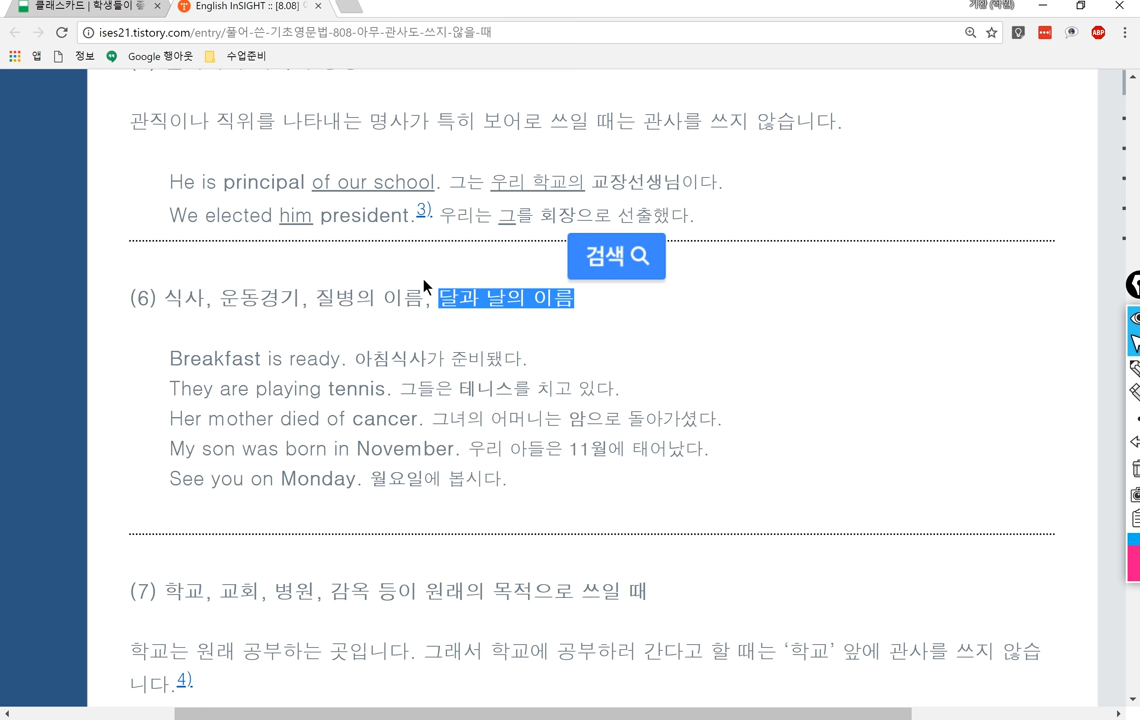 클래스카드 | 학생들이 좋
English InSIGHT :: [8.08]
기환 (학원)
ises21.tistory.com/entry/풀어-쓴-기초영문법-808-아무-관사도-쓰지-않을-때
앱 정보 Google 행아웃 수업준비
관직이나 직위를 나타내는 명사가 특히 보어로 쓰일 때는 관사를 쓰지 않습니다.
He is principal of our school. 그는 우리 학교의 교장선생님이다.
We elected him president.3) 우리는 그를 회장으로 선출했다.
검색
(6) 식사, 운동경기, 질병의 이름, 달과 날의 이름
Breakfast is ready. 아침식사가 준비됐다.
They are playing tennis. 그들은 테니스를 치고 있다.
Her mother died of cancer. 그녀의 어머니는 암으로 돌아가셨다.
My son was born in November. 우리 아들은 11월에 태어났다.
See you on Monday. 월요일에 봅시다.
(7) 학교, 교회, 병원, 감옥 등이 원래의 목적으로 쓰일 때
학교는 원래 공부하는 곳입니다. 그래서 학교에 공부하러 간다고 할 때는 ‘학교’ 앞에 관사를 쓰지 않습
니다.4)